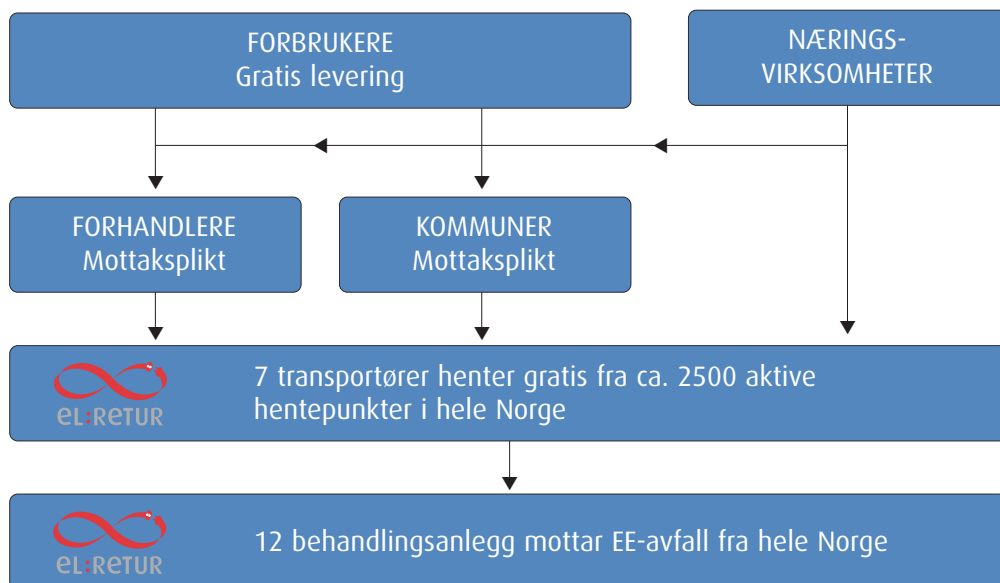 FORBRUKERE
Gratis levering
NÆRINGS-
VIRKSOMHETER
FORHANDLERE
Mottaksplikt
KOMMUNER
Mottaksplikt
eL:ReTUR
7 transportører henter gratis fra ca. 2500 aktive
hentepunkter i hele Norge
eL:ReTUR
12 behandlingsanlegg mottar EE-avfall fra hele Norge